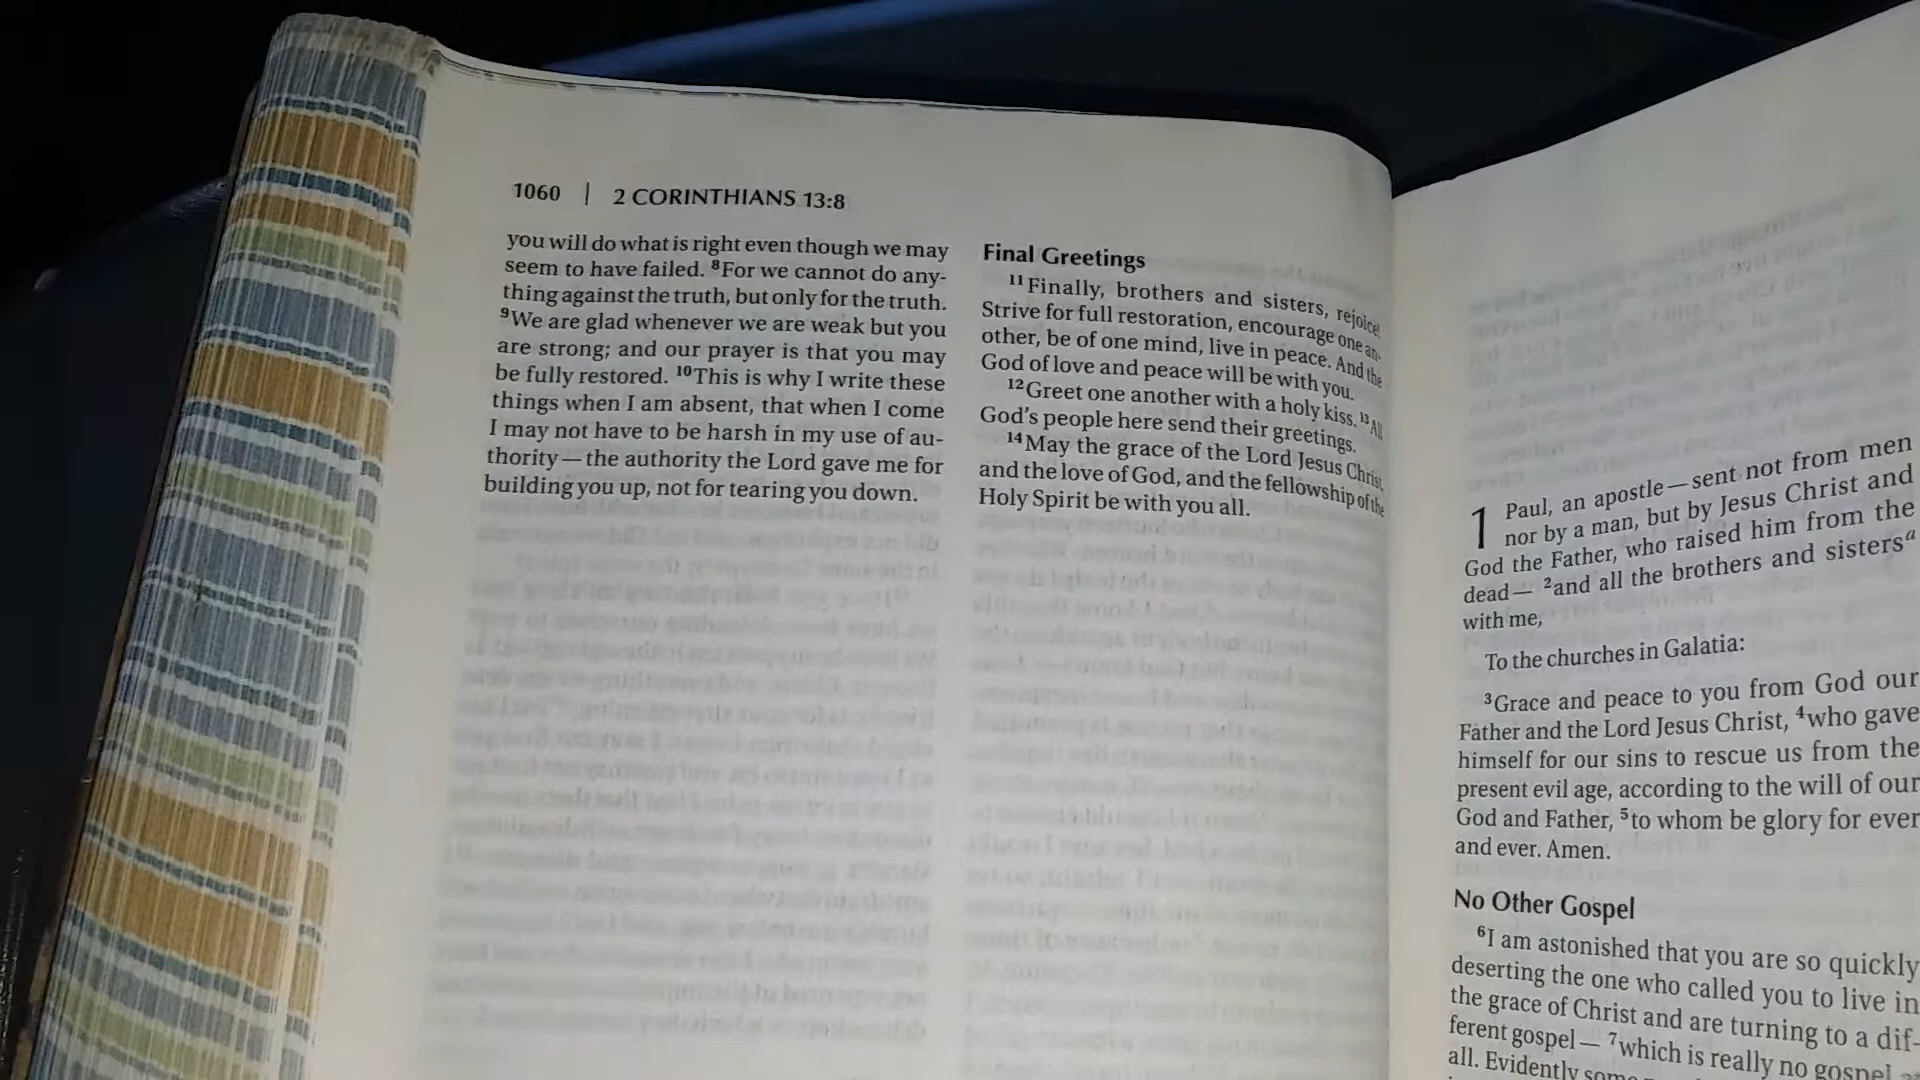 1060 | 2 CORINTHIANS 13:8
you will do what is right even though we may
seem to have failed. ⁸For we cannot do any-
thing against the truth, but only for the truth.
⁹We are glad whenever we are weak but you
are strong; and our prayer is that you may
be fully restored. ¹⁰This is why I write these
things when I am absent, that when I come
I may not have to be harsh in my use of au-
thority—the authority the Lord gave me for
building you up, not for tearing you down.
Final Greetings
¹¹Finally, brothers and sisters, rejoice!
Strive for full restoration, encourage one an-
other, be of one mind, live in peace. And the
God of love and peace will be with you.
¹²Greet one another with a holy kiss. ¹³All
God's people here send their greetings.
¹⁴May the grace of the Lord Jesus Christ,
and the love of God, and the fellowship of the
Holy Spirit be with you all.
1 Paul, an apostle—sent not from men
nor by a man, but by Jesus Christ and
God the Father, who raised him from the
dead— ²and all the brothers and sistersᵃ
with me,
To the churches in Galatia:
³Grace and peace to you from God our
Father and the Lord Jesus Christ, ⁴who gave
himself for our sins to rescue us from the
present evil age, according to the will of our
God and Father, ⁵to whom be glory for ever
and ever. Amen.
No Other Gospel
⁶I am astonished that you are so quickly
deserting the one who called you to live in
the grace of Christ and are turning to a dif-
ferent gospel— ⁷which is really no gospel
all. Evidently